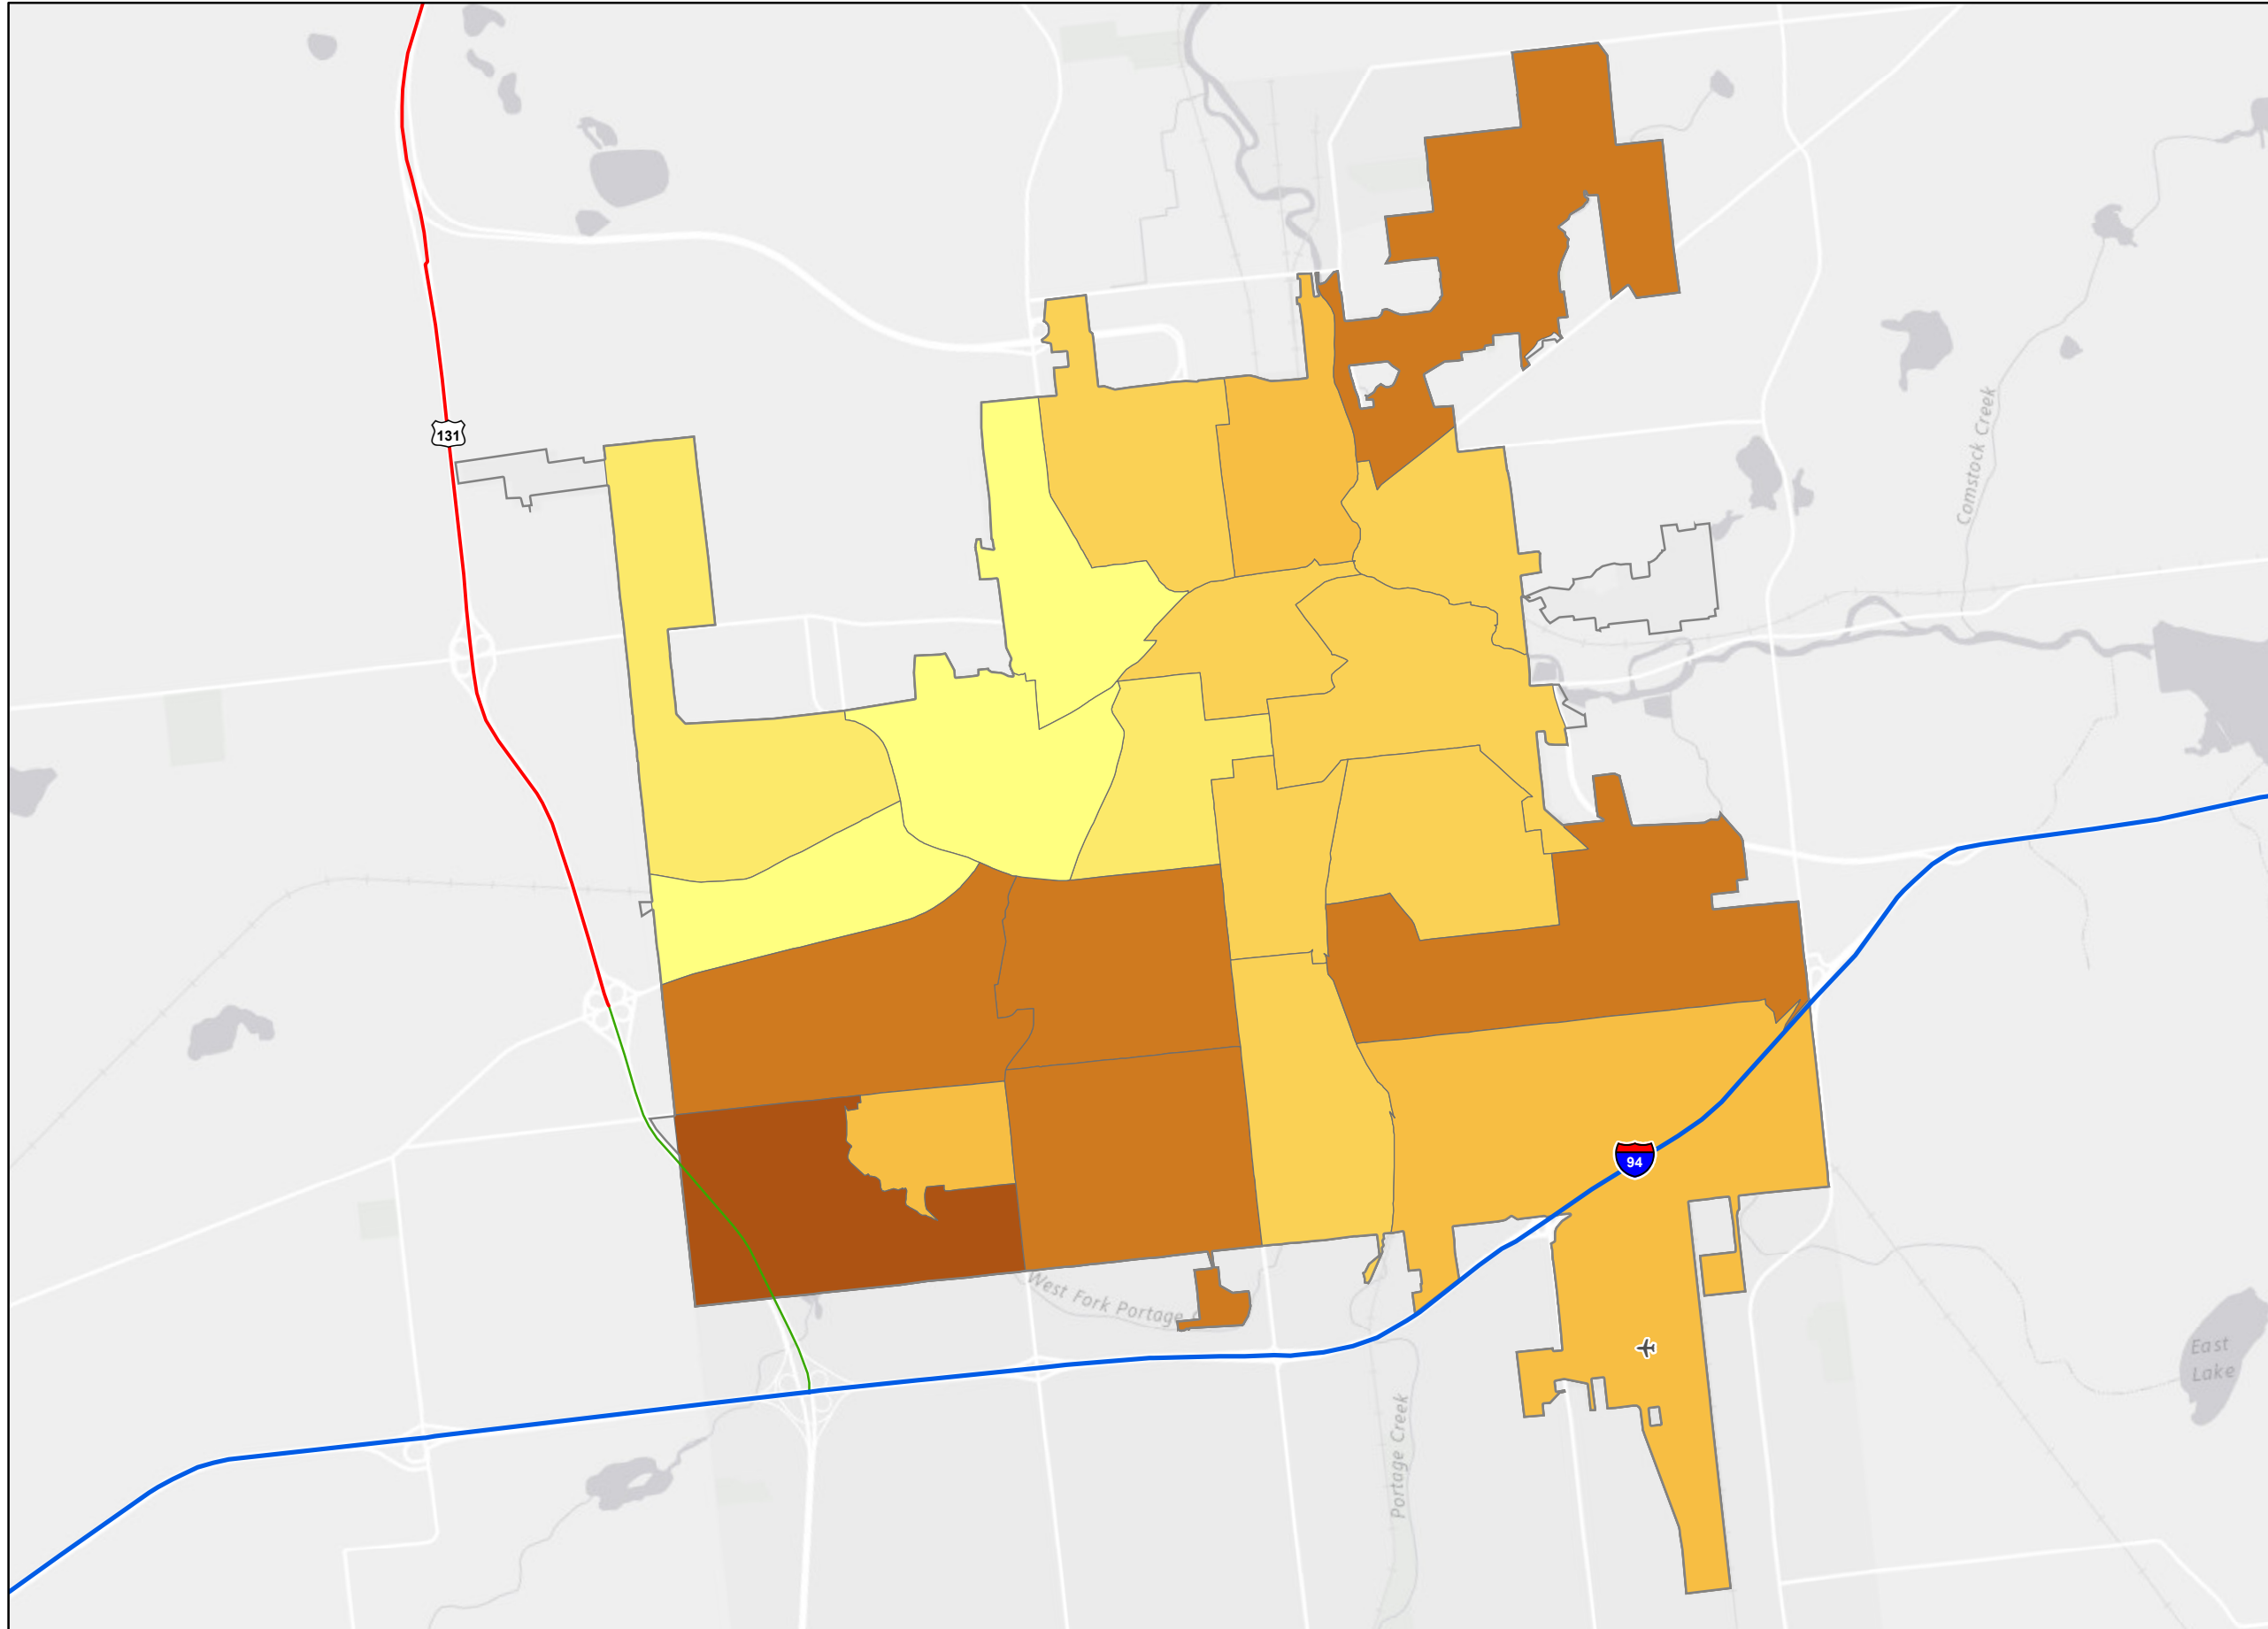 131
Comstock Creek
94
West Fork Portage
East
Lake
Portage Creek